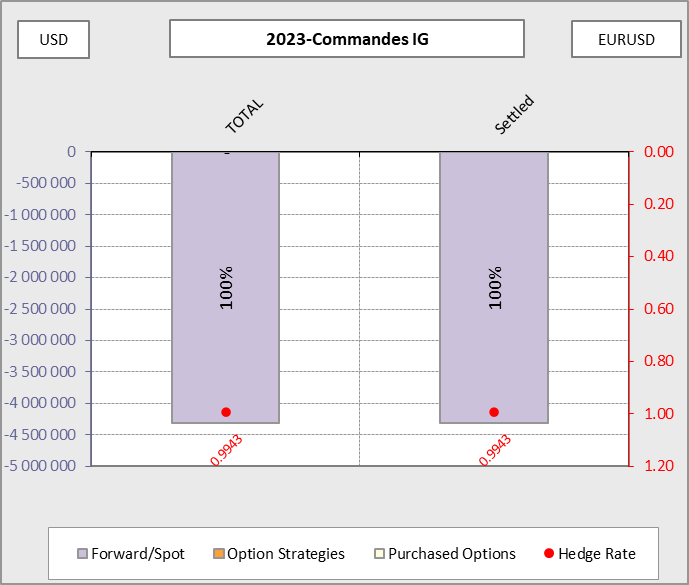 USD
2023-Commandes IG
EURUSD
TOTAL
Settled
0
-500 000
-1 000 000
-1 500 000
-2 000 000
-2 500 000
-3 000 000
-3 500 000
-4 000 000
-4 500 000
-5 000 000
100%
100%
0.9943
0.9943
0.00
0.20
0.40
0.60
0.80
1.00
1.20
Forward/Spot
Option Strategies
Purchased Options
Hedge Rate